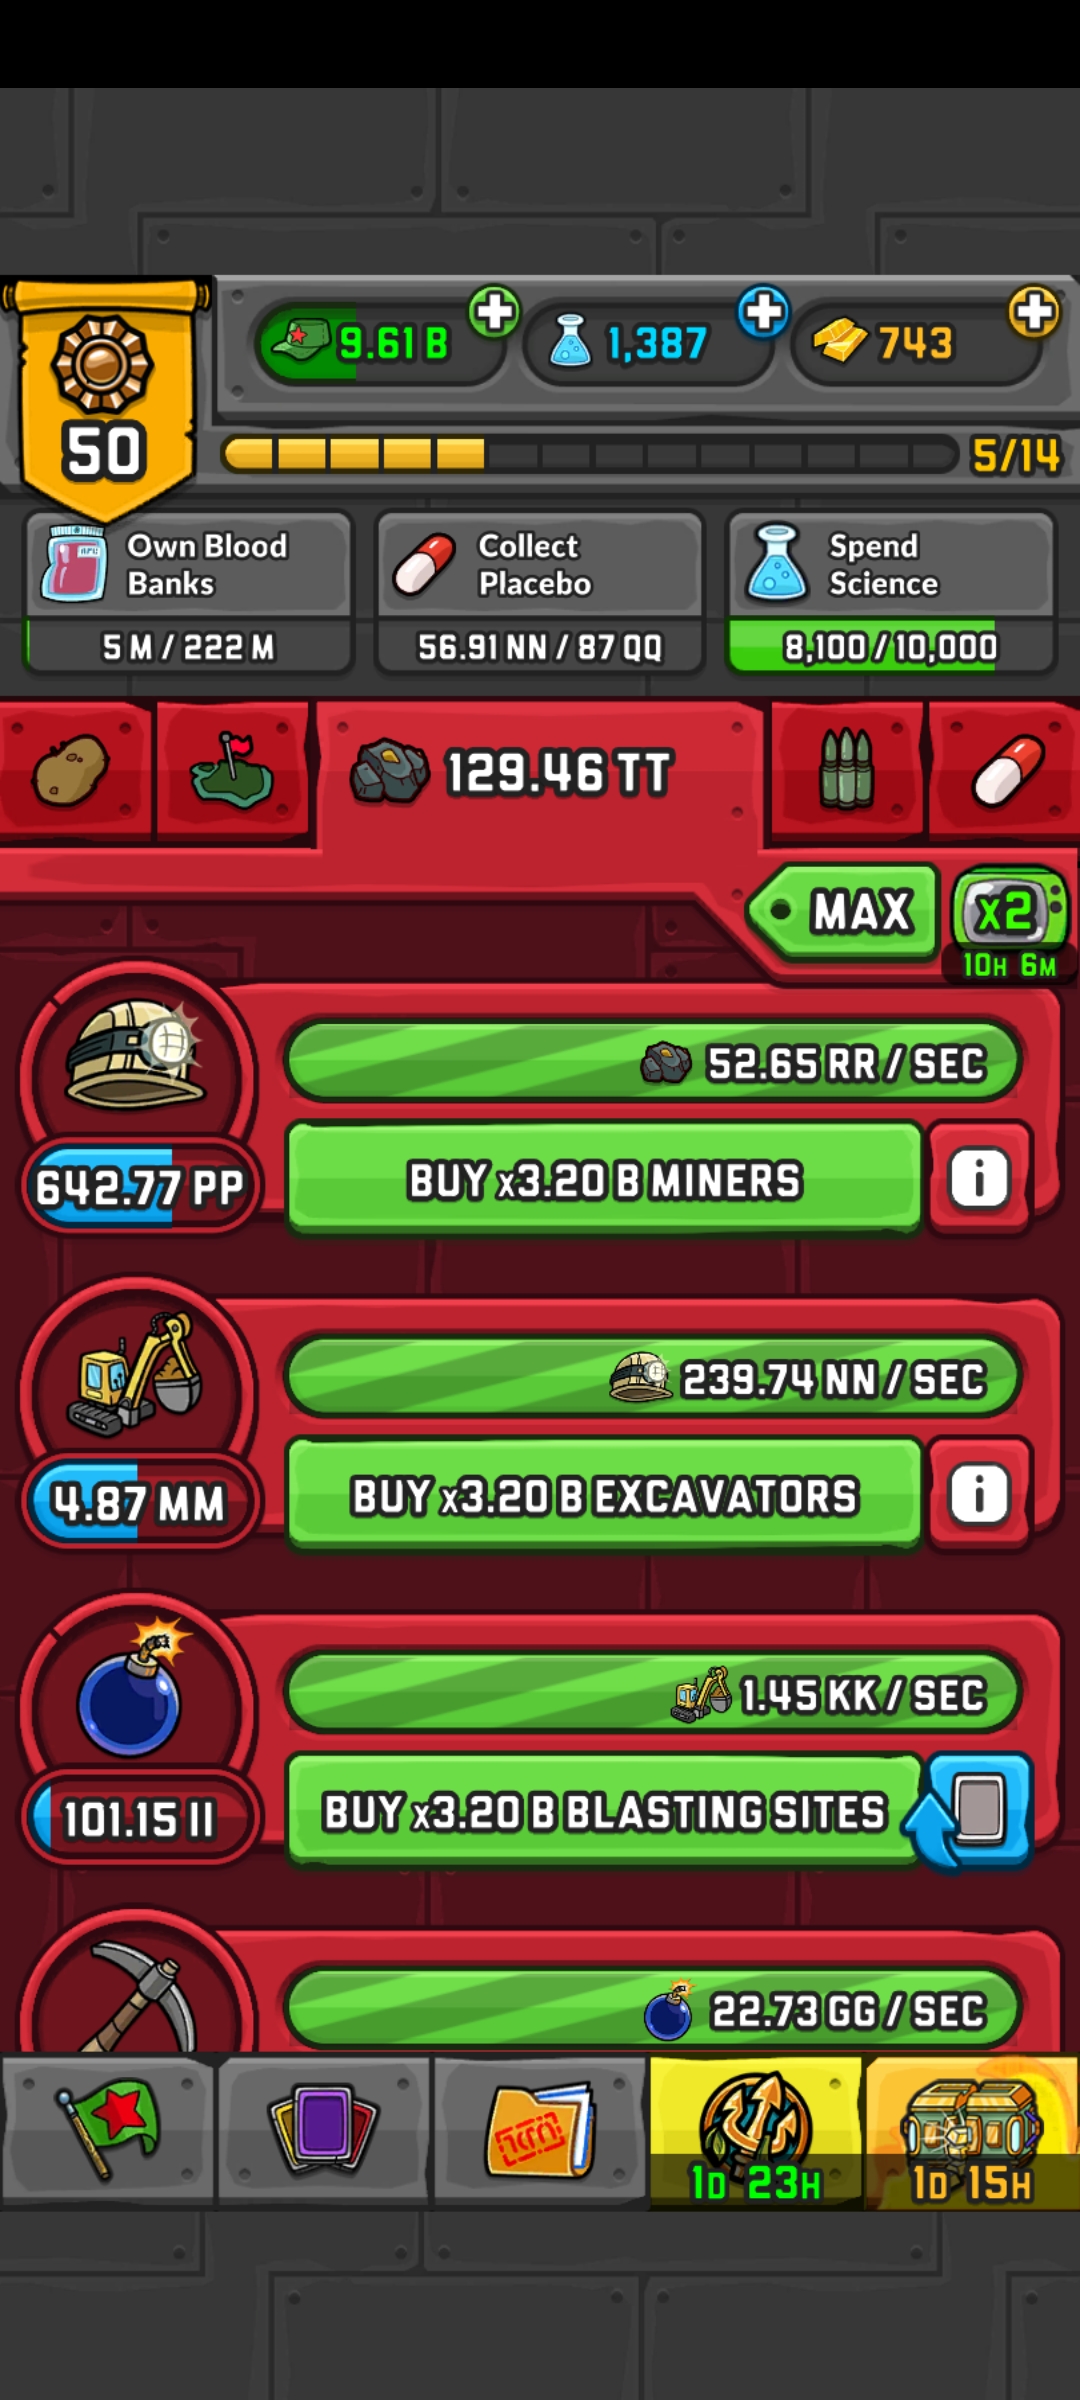 50
9.61 B
1,387
743
5/14
Own Blood
Banks
5 M / 222 M
Collect
Placebo
56.91 NN / 87 QQ
Spend
Science
8,100 / 10,000
129.46 TT
MAX
x2
10H 6M
52.65 RR / SEC
642.77 PP
BUY x3.20 B MINERS
i
239.74 NN / SEC
4.87 MM
BUY x3.20 B EXCAVATORS
i
1.45 KK / SEC
101.15 II
BUY x3.20 B BLASTING SITES
22.73 GG / SEC
1D 23H
1D 15H